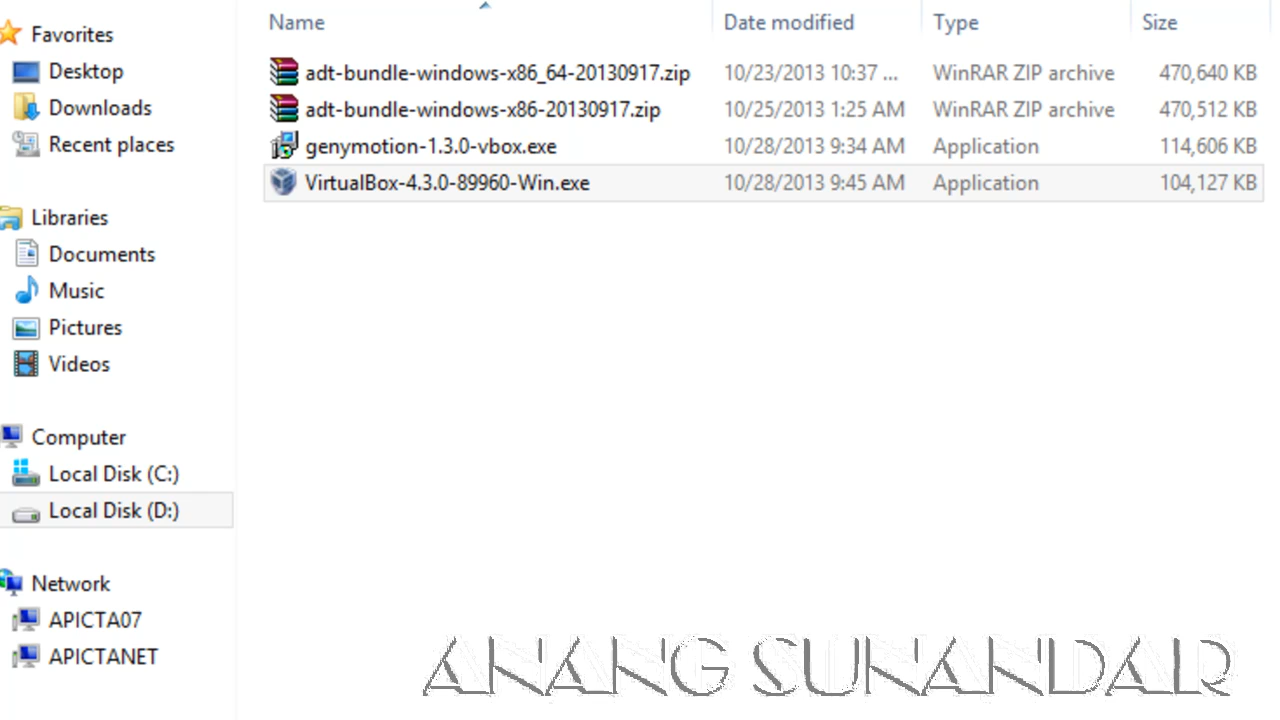 Favorites
Desktop
Downloads
Recent places
Libraries
Documents
Music
Pictures
Videos
Computer
Local Disk (C:)
Local Disk (D:)
Network
APICTA07
APICTANET
Name Date modified Type Size
adt-bundle-windows-x86_64-20130917.zip 10/23/2013 10:37 ... WinRAR ZIP archive 470,640 KB
adt-bundle-windows-x86-20130917.zip 10/25/2013 1:25 AM WinRAR ZIP archive 470,512 KB
genymotion-1.3.0-vbox.exe 10/28/2013 9:34 AM Application 114,606 KB
VirtualBox-4.3.0-89960-Win.exe 10/28/2013 9:45 AM Application 104,127 KB
ANANG SUNANDAR